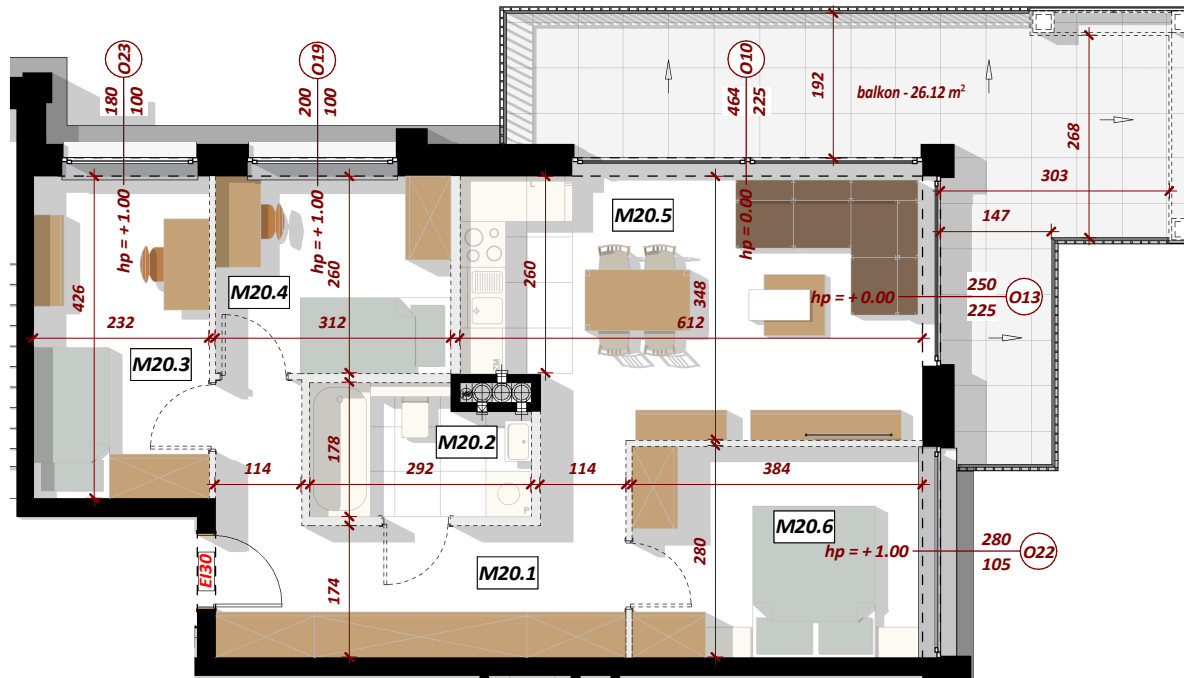 O23
180
100
O19
200
100
O10
464
225
192
balkon - 26.12 m²
268
303
147
hp = + 1.00
hp = + 1.00
hp = 0.00
M20.5
426
260
260
348
M20.4
hp = + 0.00
250
225
O13
232
312
612
M20.3
M20.2
178
114
292
114
384
M20.6
hp = + 1.00
280
105
O22
280
EI30
M20.1
174